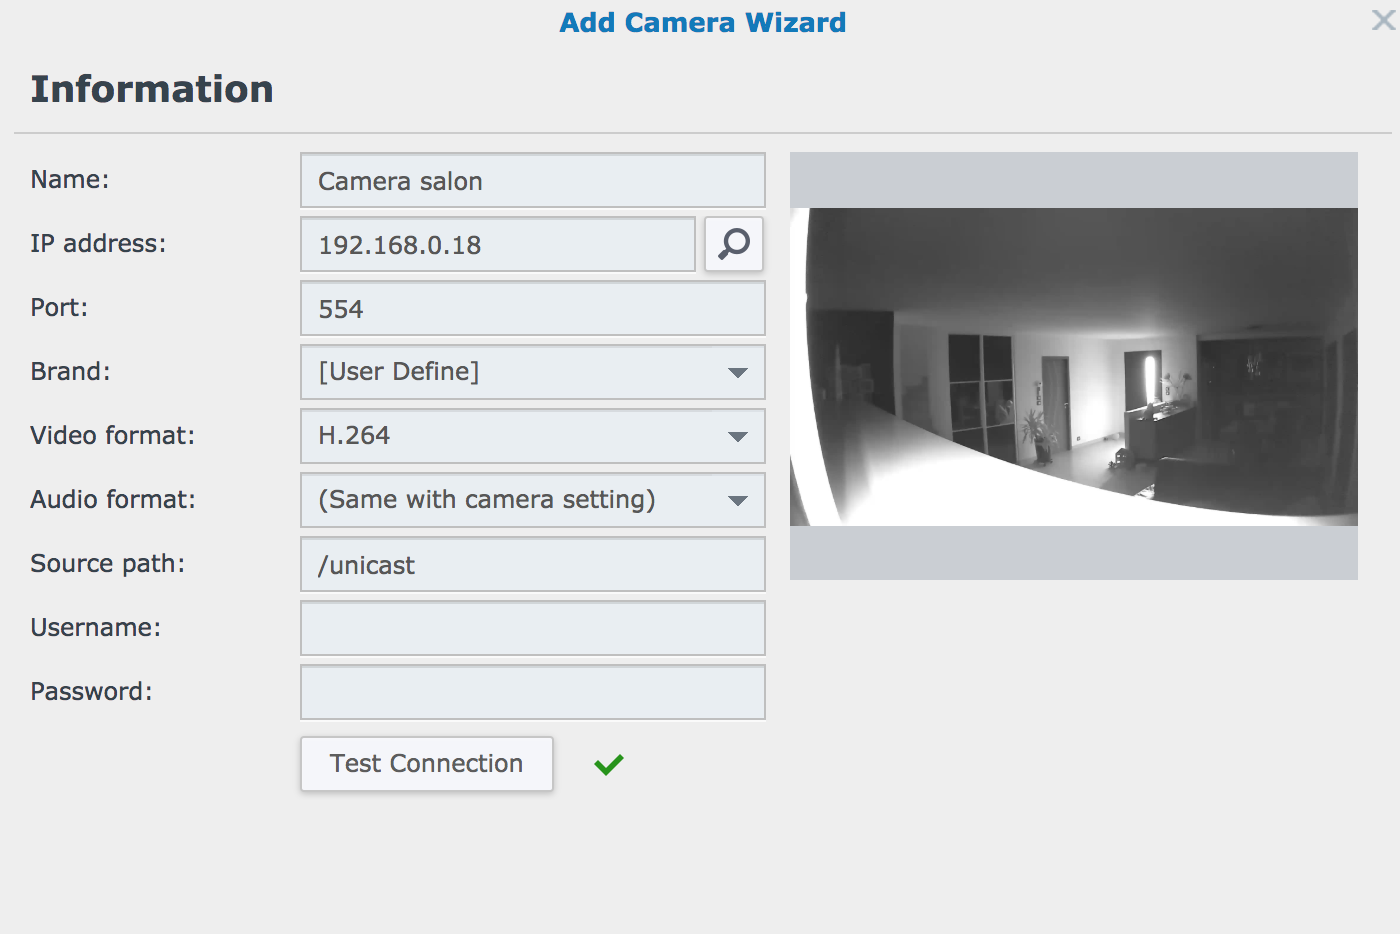 Add Camera Wizard
Information
Name: Camera salon
IP address: 192.168.0.18
Port: 554
Brand: [User Define]
Video format: H.264
Audio format: (Same with camera setting)
Source path: /unicast
Username:
Password:
Test Connection